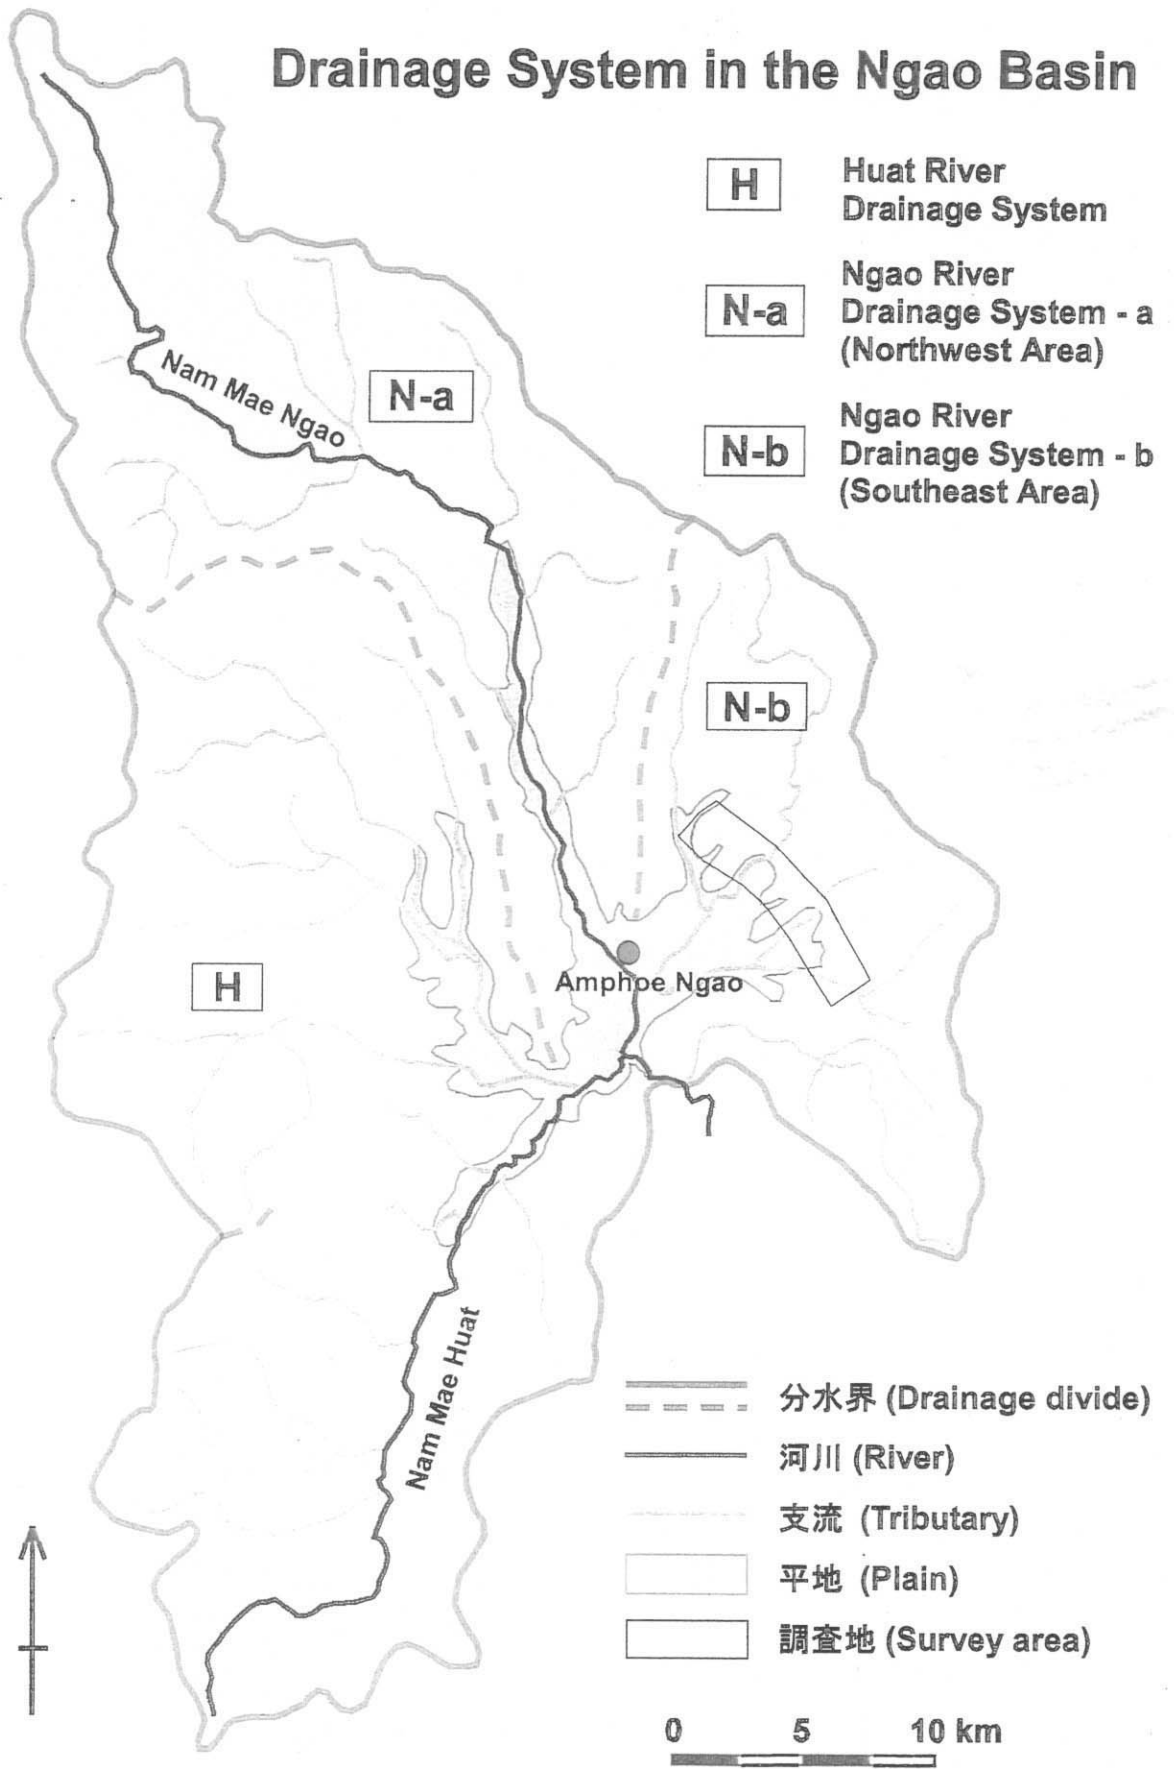 Drainage System in the Ngao Basin
H
Huat River
Drainage System
N-a
Ngao River
Drainage System - a
(Northwest Area)
N-b
Ngao River
Drainage System - b
(Southeast Area)
Nam Mae Ngao
N-a
N-b
H
Amphoe Ngao
Nam Mae Huat
分水界 (Drainage divide)
河川 (River)
支流 (Tributary)
平地 (Plain)
調査地 (Survey area)
0 5 10 km